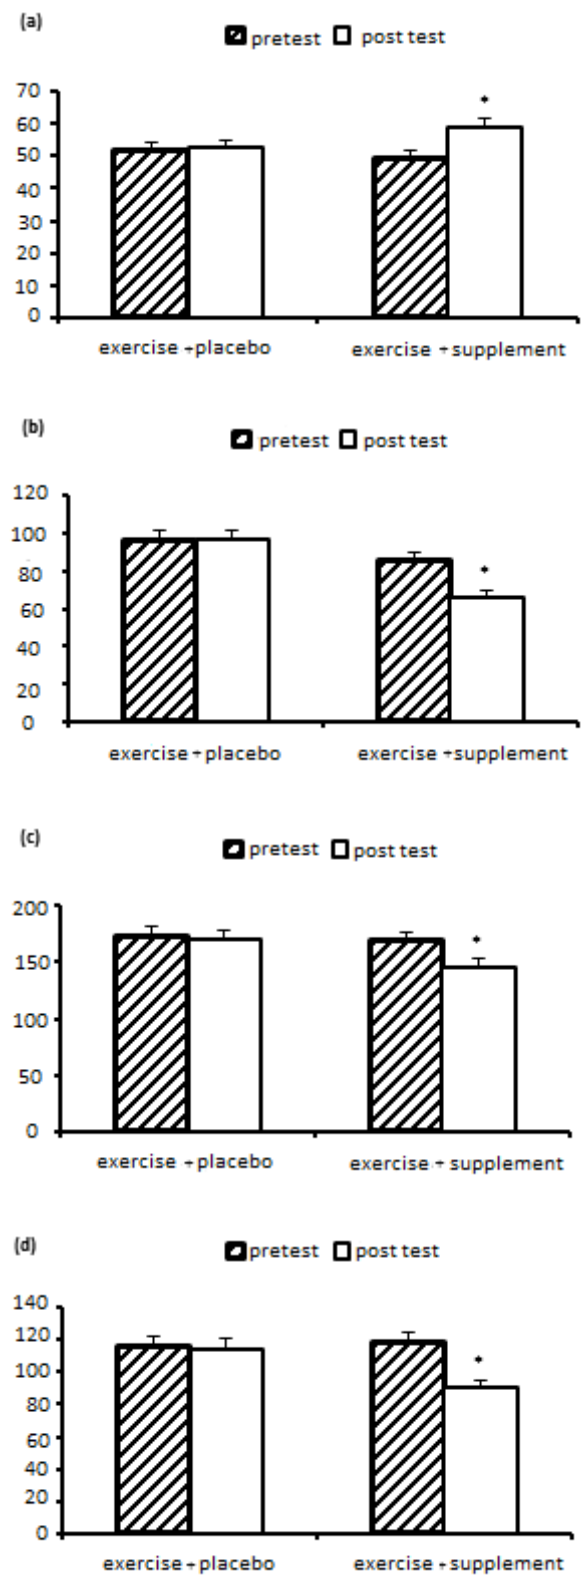 (a)
pretest post test
70
60
50
40
30
20
10
0
*
exercise +placebo exercise +supplement
(b)
pretest post test
120
100
80
60
40
20
0
*
exercise +placebo exercise +supplement
(c)
pretest post test
200
150
100
50
0
*
exercise +placebo exercise +supplement
(d)
pretest post test
140
120
100
80
60
40
20
0
*
exercise +placebo exercise +supplement